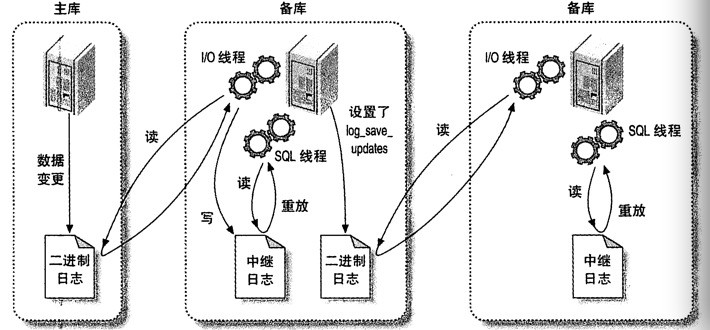 主库
备库
备库
I/O 线程
设置了
log_save_
updates
SQL 线程
读
数据
变更
写
读
重放
二进制
日志
中继
日志
二进制
日志
I/O 线程
读
SQL 线程
读
重放
中继
日志